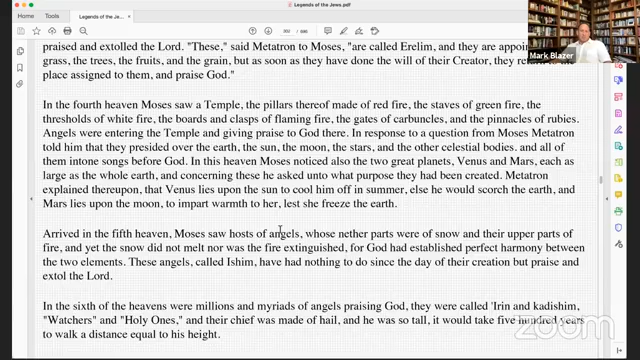 Legends of the Jews.pdf
Home
Tools
Legends of the Jew...
Mark Blazer
praised and extolled the Lord. "These," said Metatron to Moses, "are called Erelim, and they are appoin
grass, the trees, the fruits, and the grain, but as soon as they have done the will of their Creator, they
place assigned to them, and praise God."
In the fourth heaven Moses saw a Temple, the pillars thereof made of red fire, the staves of green fire, the
thresholds of white fire, the boards and clasps of flaming fire, the gates of carbuncles, and the pinnacles of rubies.
Angels were entering the Temple and giving praise to God there. In response to a question from Moses Metatron
told him that they presided over the earth, the sun, the moon, the stars, and the other celestial bodies. and all of
them intone songs before God. In this heaven Moses noticed also the two great planets, Venus and Mars, each as
large as the whole earth, and concerning these he asked unto what purpose they had been created. Metatron
explained thereupon, that Venus lies upon the sun to cool him off in summer, else he would scorch the earth, and
Mars lies upon the moon, to impart warmth to her, lest she freeze the earth.
Arrived in the fifth heaven, Moses saw hosts of angels, whose nether parts were of snow and their upper parts of
fire, and yet the snow did not melt nor was the fire extinguished, for God had established perfect harmony between
the two elements. These angels, called Ishim, have had nothing to do since the day of their creation but praise and
extol the Lord.
In the sixth of the heavens were millions and myriads of angels praising God, they were called 'Irin and kadishim,
"Watchers" and "Holy Ones," and their chief was made of hail, and he was so tall, it would take five hundred years
to walk a distance equal to his height.
zoom